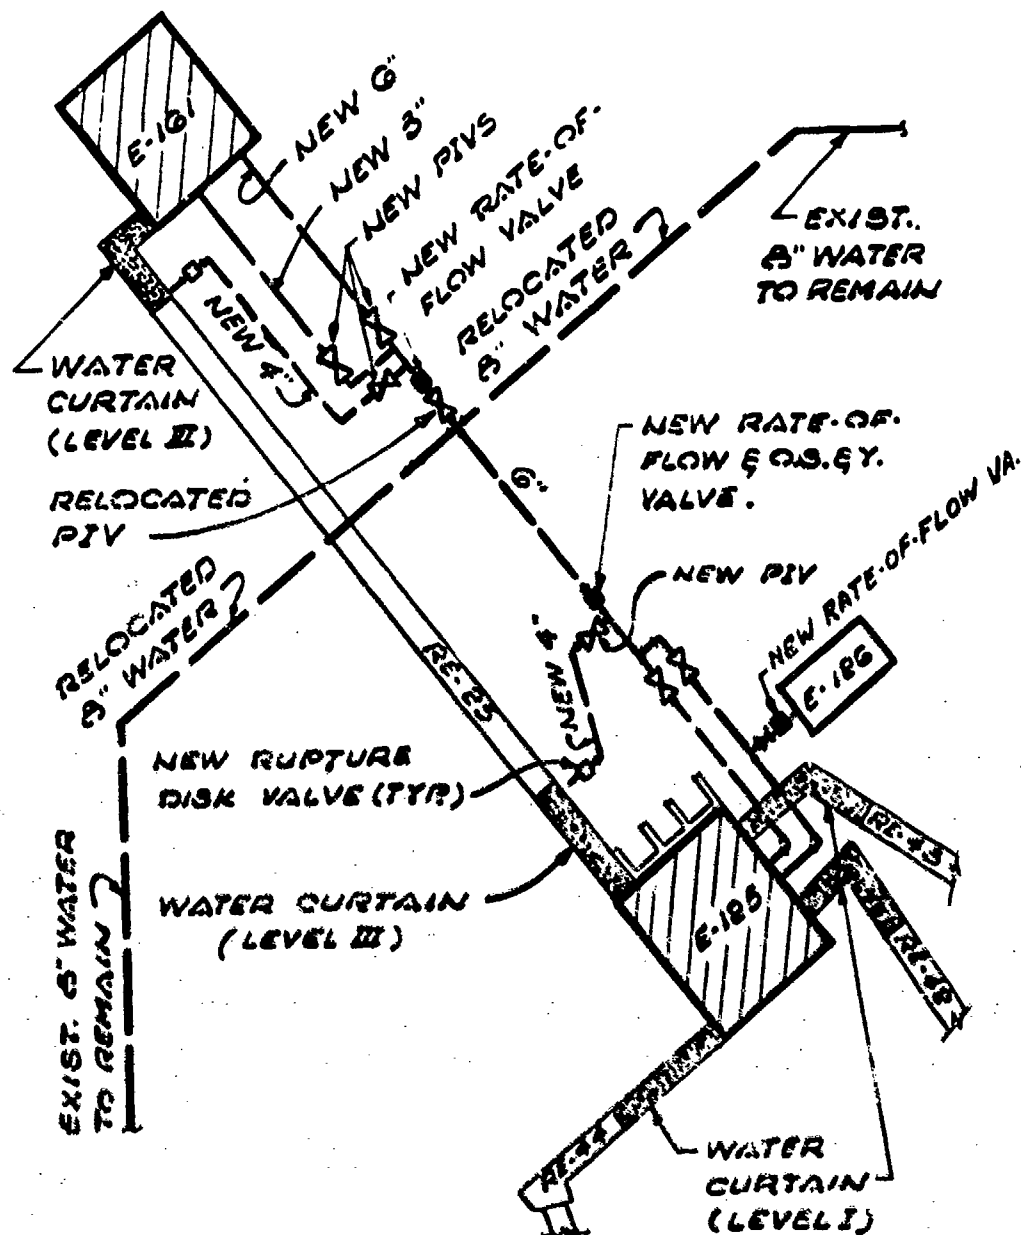 E-161
NEW 6"
NEW 3"
NEW PIVS
NEW RATE-OF-
FLOW VALVE
RELOCATED
8" WATER
EXIST.
8" WATER
TO REMAIN
WATER
CURTAIN
(LEVEL III)
NEW 4"
RELOCATED
PIV
6"
NEW RATE-OF-
FLOW & O.S.&Y.
VALVE.
NEW PIV
NEW RATE-OF-FLOW VA.
E-186
RELOCATED
8" WATER
RE-23
NEW 4"
NEW RUPTURE
DISK VALVE (TYP)
WATER CURTAIN
(LEVEL III)
E-185
RE-43
RE-48
RE-44
EXIST. 8" WATER
TO REMAIN
WATER
CURTAIN
(LEVEL I)